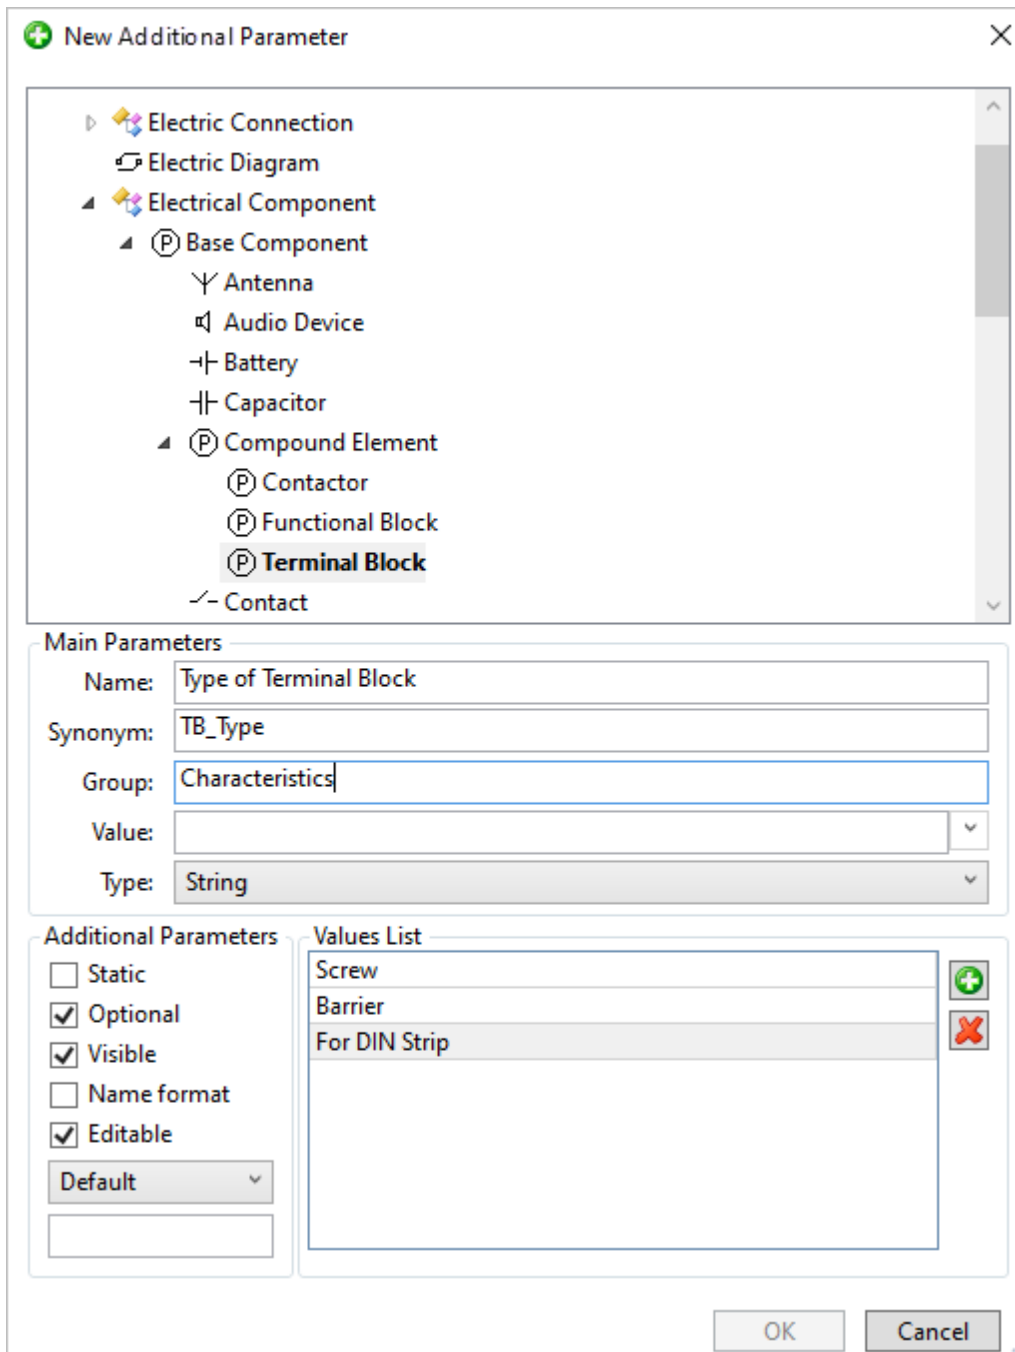 New Additional Parameter
Electric Connection
Electric Diagram
Electrical Component
Base Component
Antenna
Audio Device
Battery
Capacitor
Compound Element
Contactor
Functional Block
Terminal Block
Contact
Main Parameters
Name: Type of Terminal Block
Synonym: TB_Type
Group: Characteristics
Value:
Type: String
Additional Parameters
Static
Optional
Visible
Name format
Editable
Default
Values List
Screw
Barrier
For DIN Strip
OK Cancel